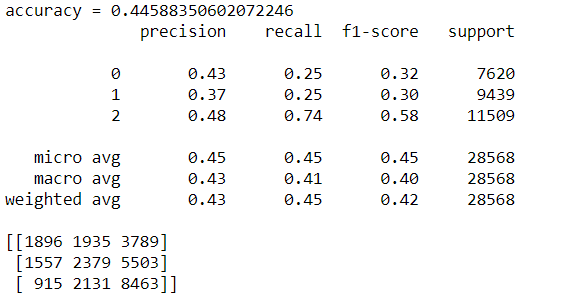 accuracy = 0.44588350602072246
precision recall f1-score support
0 0.43 0.25 0.32 7620
1 0.37 0.25 0.30 9439
2 0.48 0.74 0.58 11509
micro avg 0.45 0.45 0.45 28568
macro avg 0.43 0.41 0.40 28568
weighted avg 0.43 0.45 0.42 28568
[[1896 1935 3789]
[1557 2379 5503]
[ 915 2131 8463]]